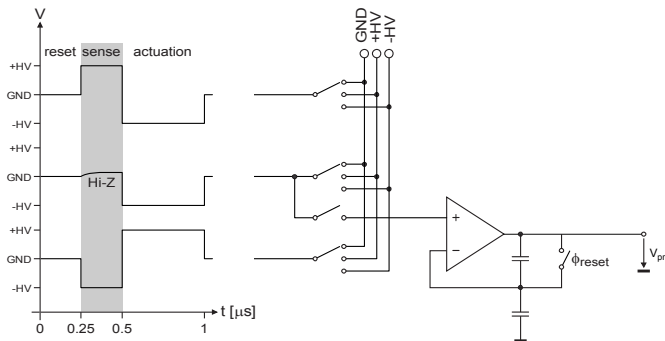 V
reset sense actuation
+HV
GND
-HV
+HV
GND
Hi-Z
-HV
+HV
GND
-HV
0 0.25 0.5 1
t [µs]
GND
+HV
-HV
+
−
ϕreset
Vpr